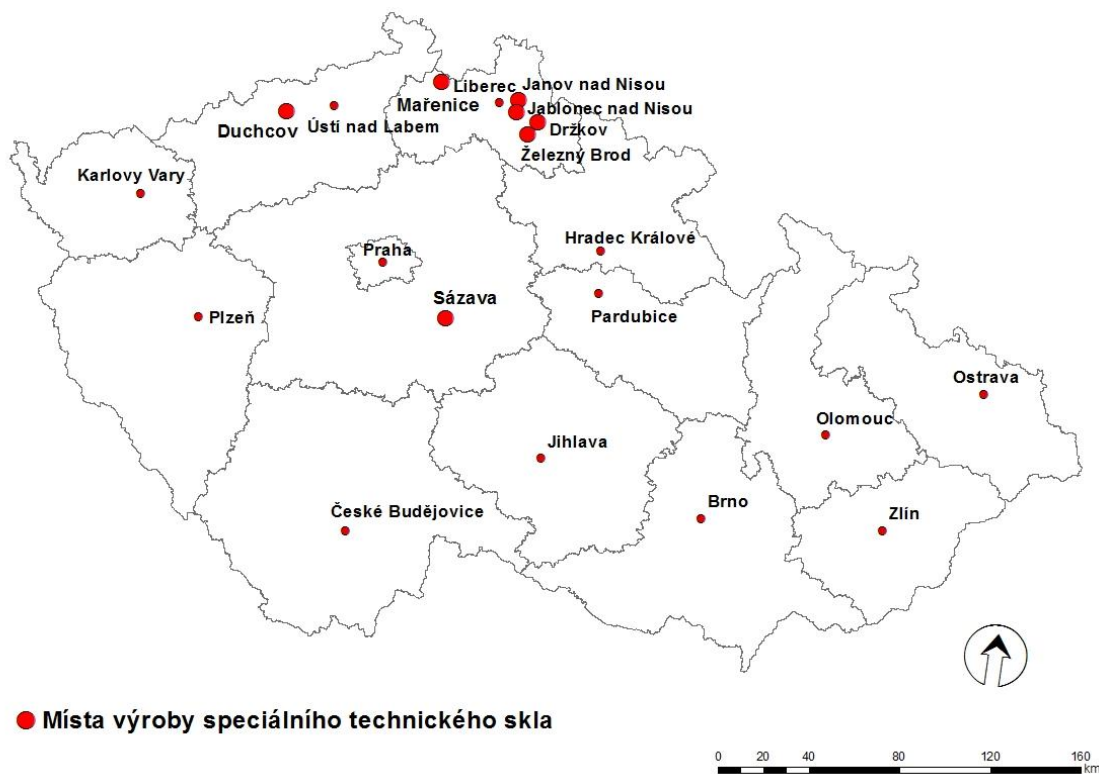 Liberec
Janov nad Nisou
Mařenice
Jablonec nad Nisou
Duchcov
Ústí nad Labem
Držkov
Železný Brod
Karlovy Vary
Hradec Králové
Praha
Sázava
Plzeň
Pardubice
Ostrava
Olomouc
Jihlava
Brno
České Budějovice
Zlín
Místa výroby speciálního technického skla
0 20 40 80 120 160
km